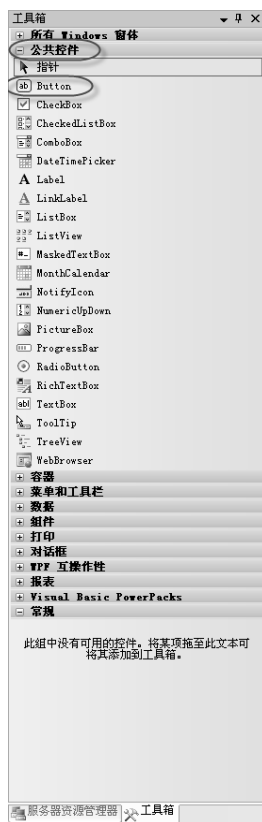 工具箱
所有 Windows 窗体
公共控件
指针
Button
CheckBox
CheckedListBox
ComboBox
DateTimePicker
Label
LinkLabel
ListBox
ListView
MaskedTextBox
MonthCalendar
NotifyIcon
NumericUpDown
PictureBox
ProgressBar
RadioButton
RichTextBox
TextBox
ToolTip
TreeView
WebBrowser
容器
菜单和工具栏
数据
组件
打印
对话框
WPF 互操作性
报表
Visual Basic PowerPacks
常规
此组中没有可用的控件。将某项拖至此文本可
将其添加到工具箱。
服务器资源管理器 工具箱